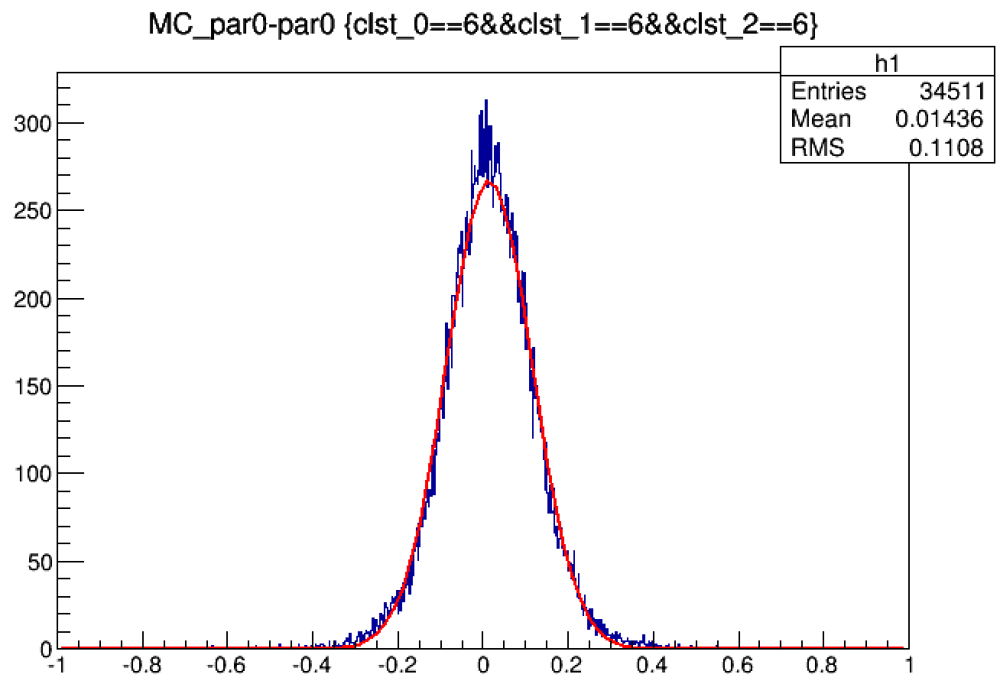 MC_par0-par0 {clst_0==6&&clst_1==6&&clst_2==6}
h1
Entries 34511
Mean 0.01436
RMS 0.1108
300
250
200
150
100
50
0
-1 -0.8 -0.6 -0.4 -0.2 0 0.2 0.4 0.6 0.8 1